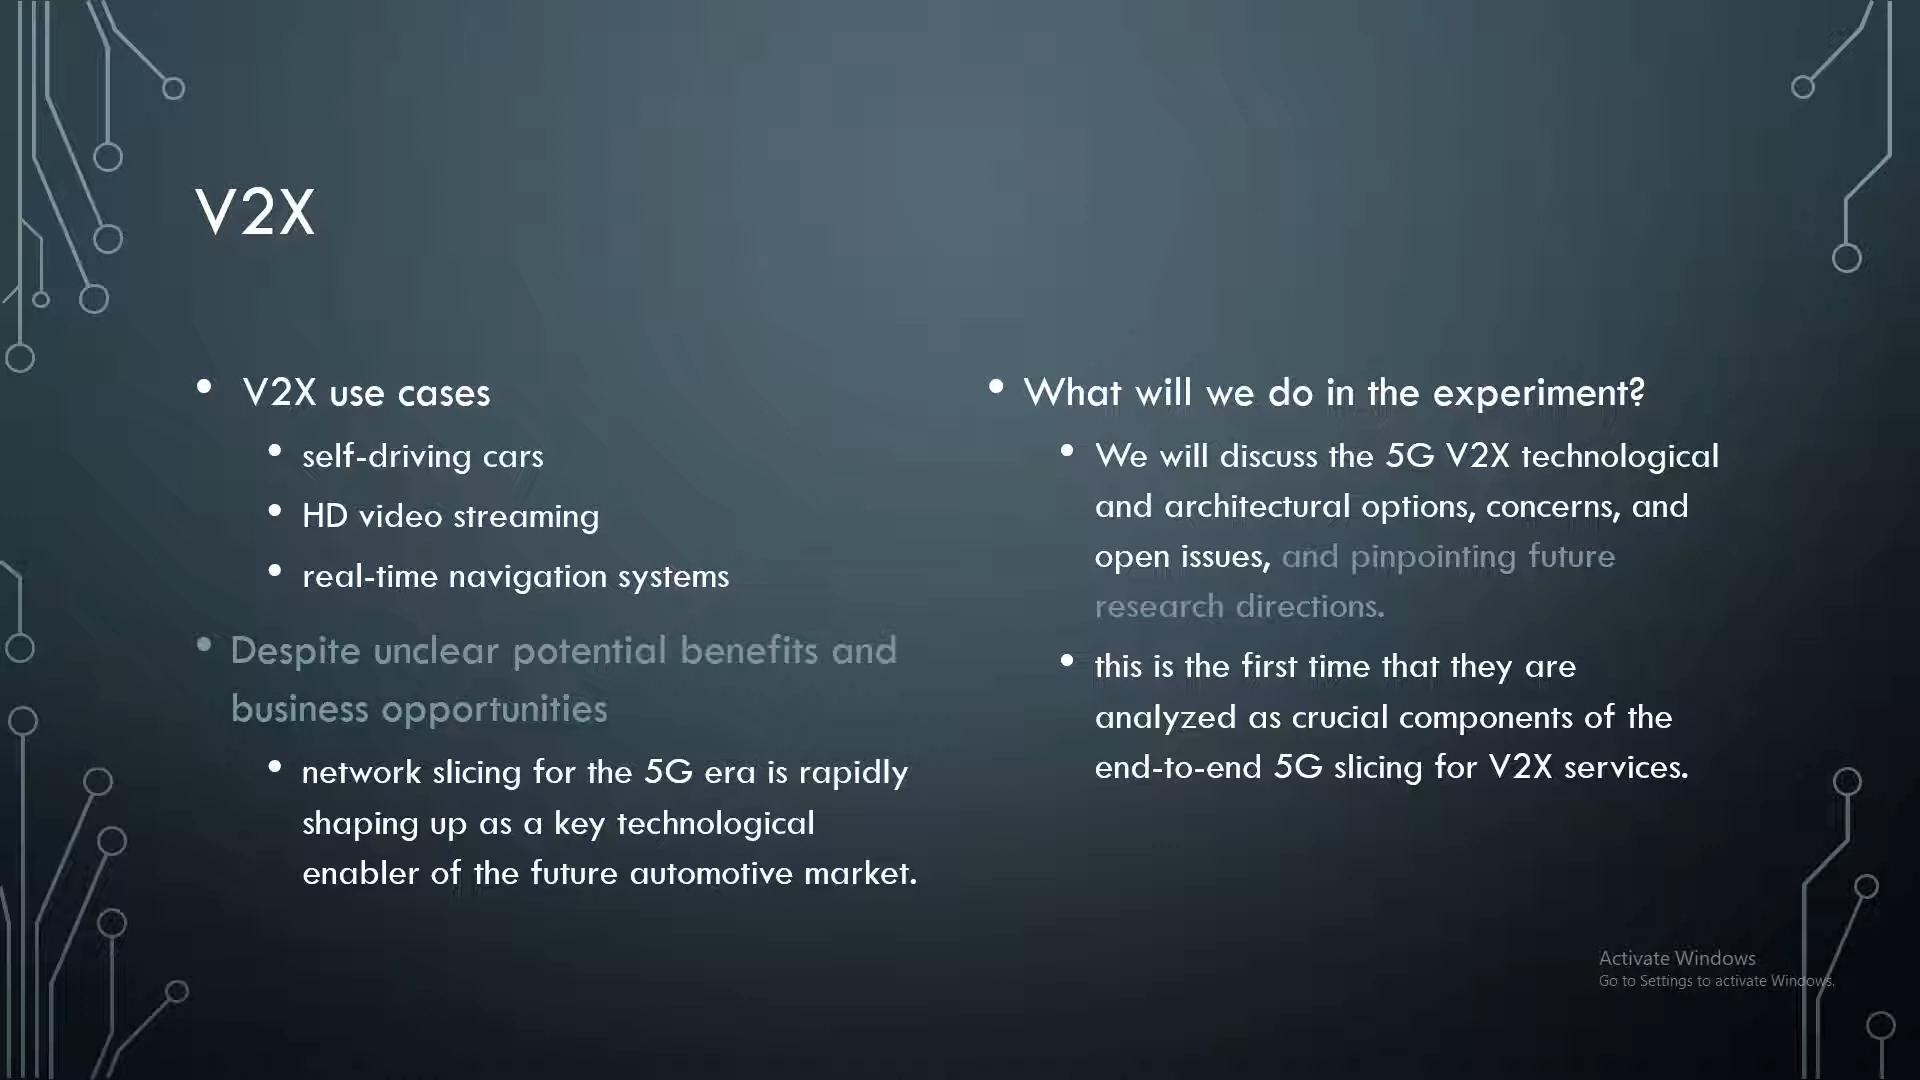 V2X
• V2X use cases
• self-driving cars
• HD video streaming
• real-time navigation systems
• Despite unclear potential benefits and
business opportunities
• network slicing for the 5G era is rapidly
shaping up as a key technological
enabler of the future automotive market.
• What will we do in the experiment?
• We will discuss the 5G V2X technological
and architectural options, concerns, and
open issues, and pinpointing future
research directions.
• this is the first time that they are
analyzed as crucial components of the
end-to-end 5G slicing for V2X services.
Activate Windows
Go to Settings to activate Windows.